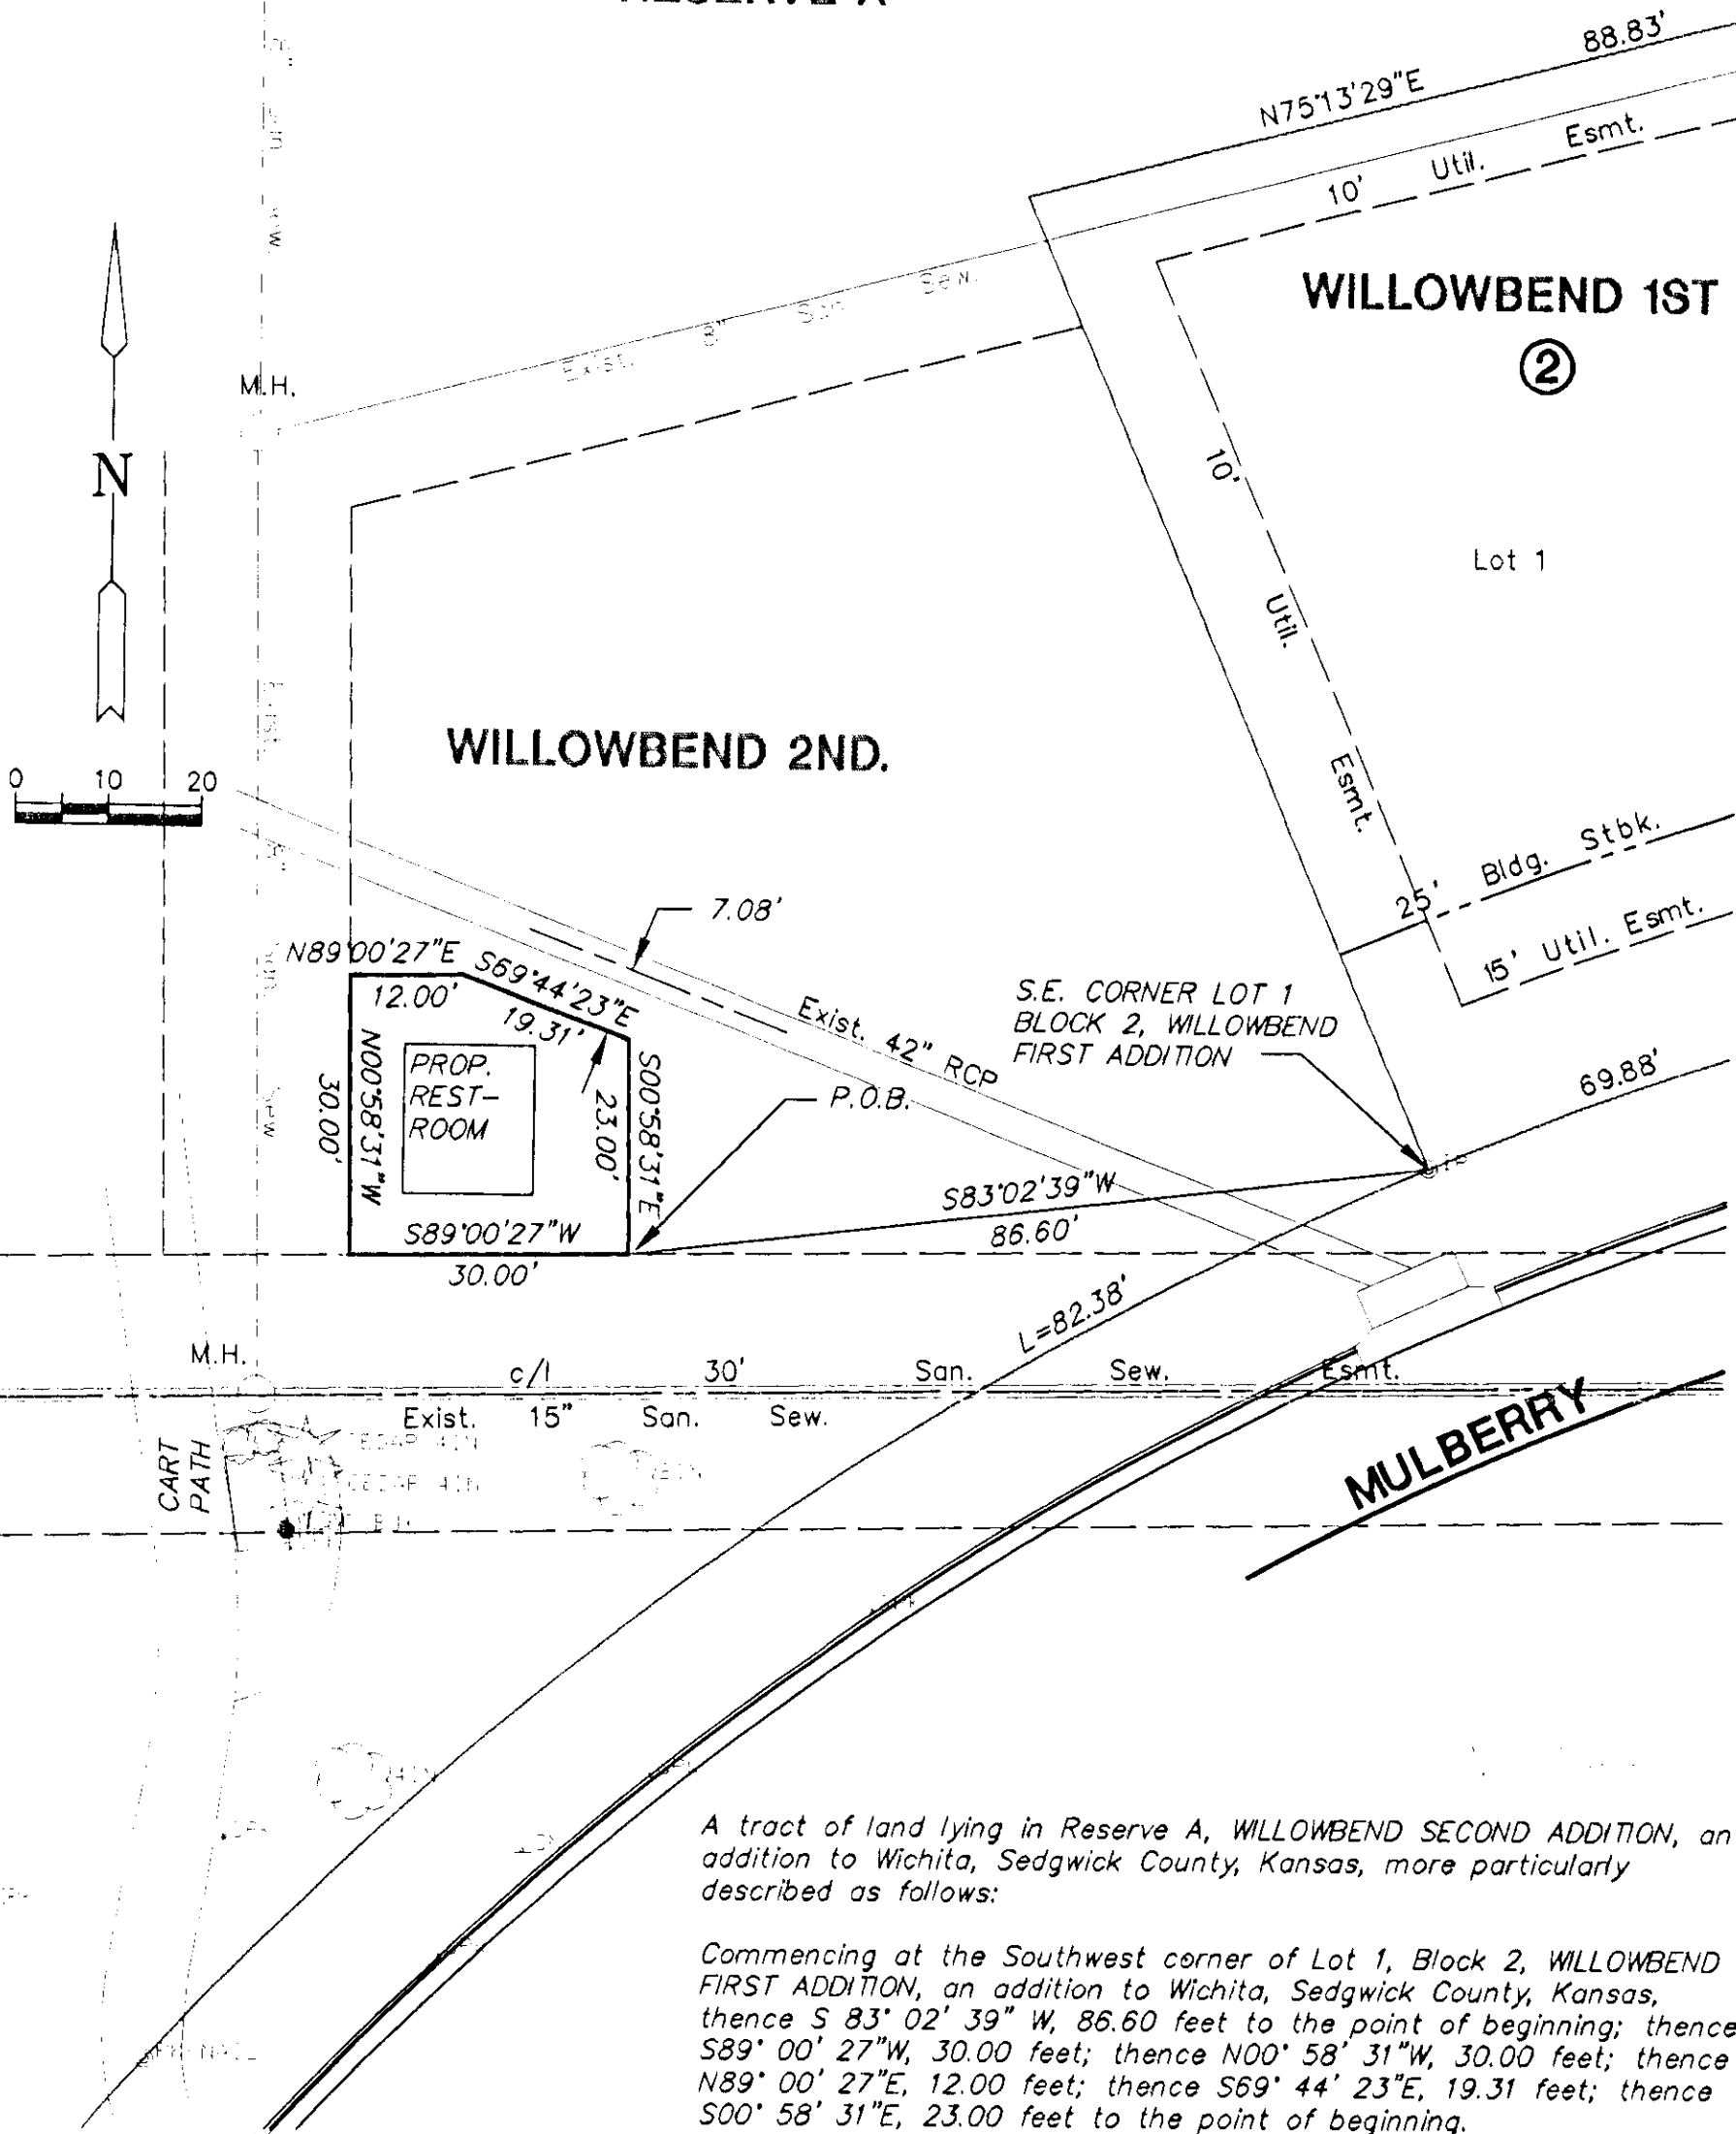 88.83'
N75°13'29"E
10' Util. Esmt.
Exist. 8" San Sew.
WILLOWBEND 1ST
2
M.H.
N
10'
Util.
Esmt.
Lot 1
WILLOWBEND 2ND.
0 10 20
25' Bldg. Stbk.
15' Util. Esmt.
7.08'
N89°00'27"E
12.00'
S69°44'23"E
19.31'
Exist. 42" RCP
S.E. CORNER LOT 1
BLOCK 2, WILLOWBEND
FIRST ADDITION
69.88'
30.00'
N00°58'31"W
PROP.
REST-
ROOM
23.00'
S00°58'31"E
P.O.B.
S83°02'39"W
86.60'
S89°00'27"W
30.00'
L=82.38'
M.H.
c/l 30' San. Sew. Esmt.
Exist. 15" San. Sew.
CART
PATH
MULBERRY
A tract of land lying in Reserve A, WILLOWBEND SECOND ADDITION, an
addition to Wichita, Sedgwick County, Kansas, more particularly
described as follows:
Commencing at the Southwest corner of Lot 1, Block 2, WILLOWBEND
FIRST ADDITION, an addition to Wichita, Sedgwick County, Kansas,
thence S 83° 02' 39" W, 86.60 feet to the point of beginning; thence
S89° 00' 27"W, 30.00 feet; thence N00° 58' 31"W, 30.00 feet; thence
N89° 00' 27"E, 12.00 feet; thence S69° 44' 23"E, 19.31 feet; thence
S00° 58' 31"E, 23.00 feet to the point of beginning.